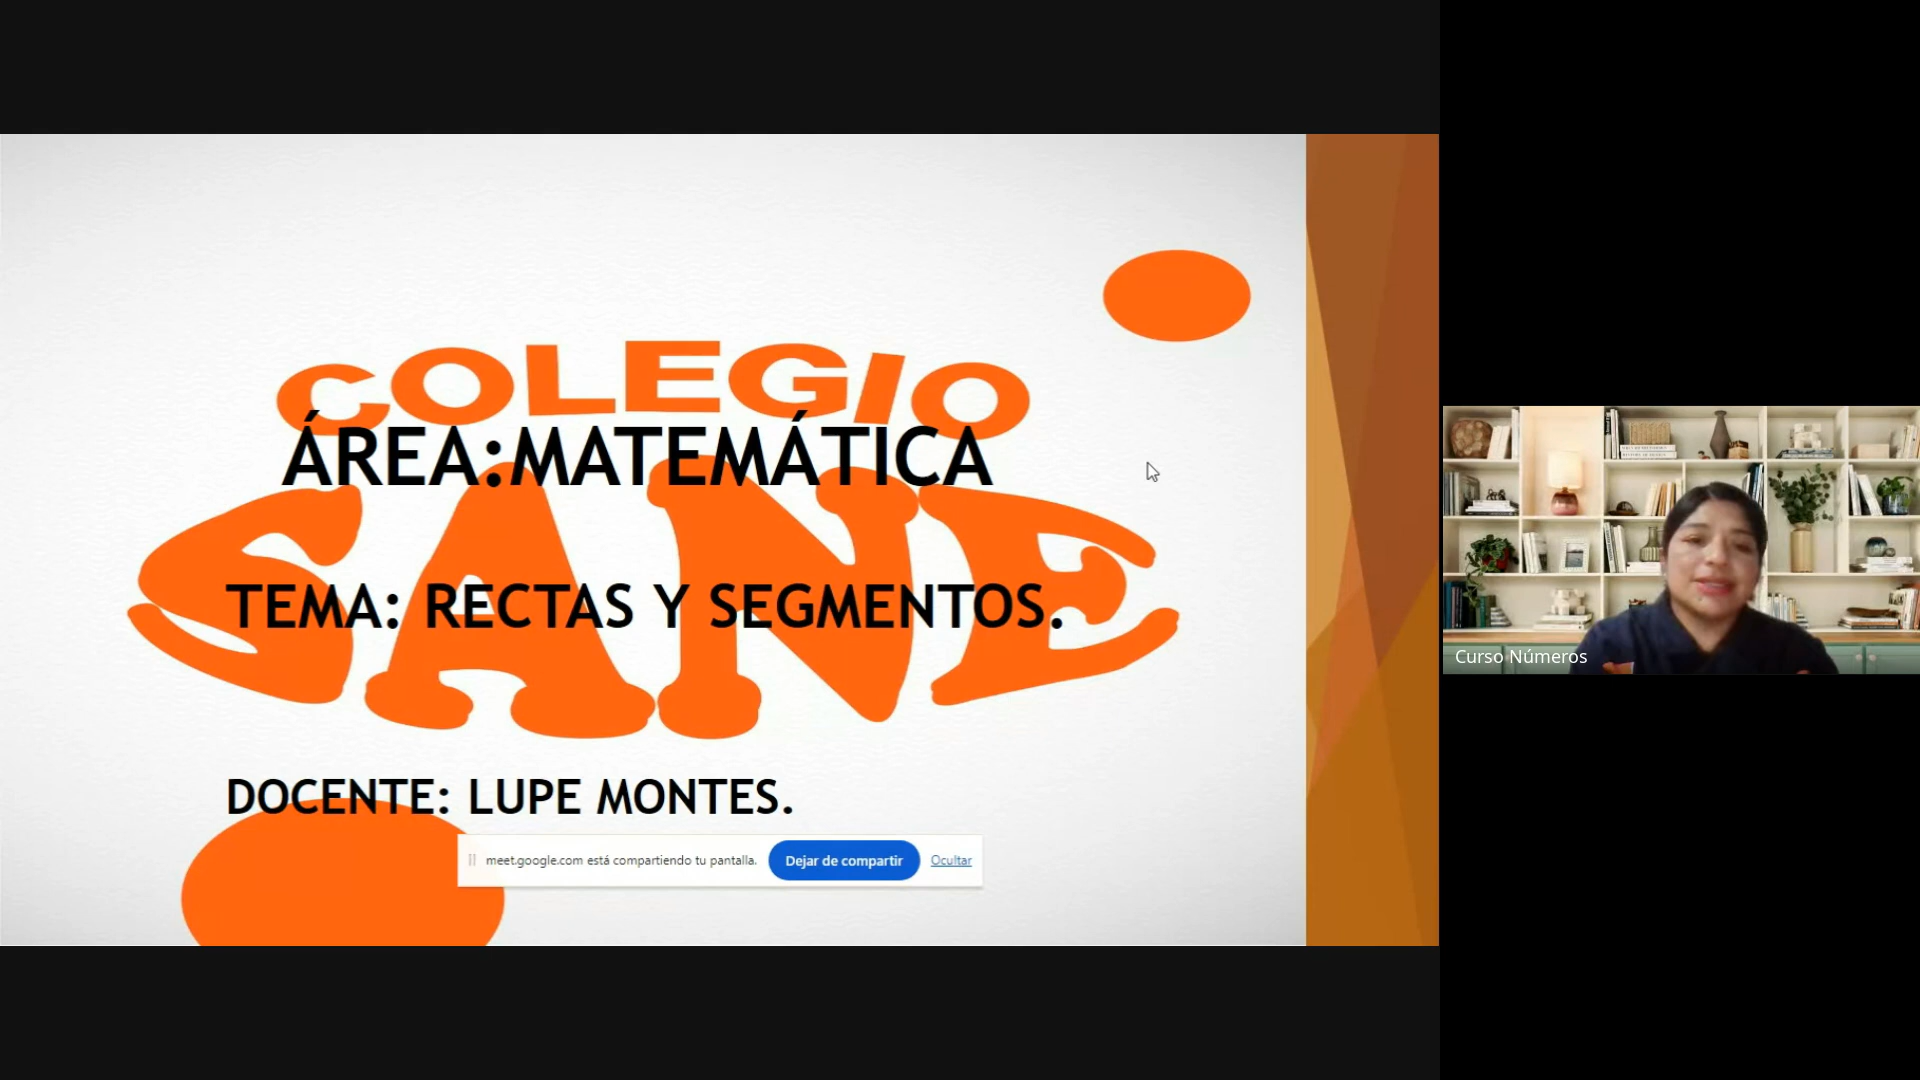 COLEGIO
ÁREA:MATEMÁTICA
SANE
TEMA: RECTAS Y SEGMENTOS.
DOCENTE: LUPE MONTES.
meet.google.com está compartiendo tu pantalla.
Dejar de compartir
Ocultar
Curso Números